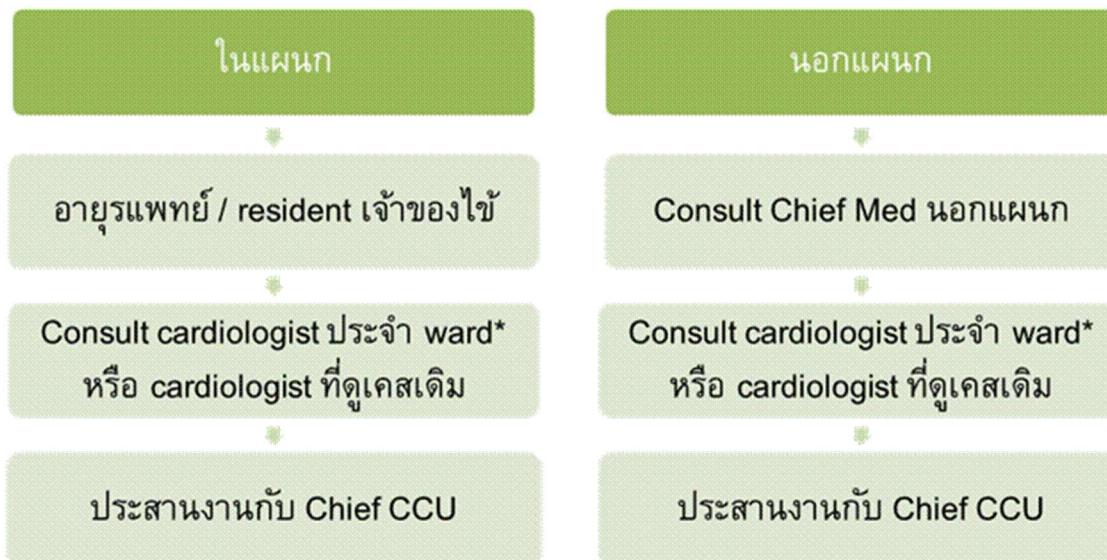 ในแผนก
อายุรแพทย์ / resident เจ้าของไข้
Consult cardiologist ประจำ ward*
หรือ cardiologist ที่ดูเคสเดิม
ประสานงานกับ Chief CCU
นอกแผนก
Consult Chief Med นอกแผนก
Consult cardiologist ประจำ ward*
หรือ cardiologist ที่ดูเคสเดิม
ประสานงานกับ Chief CCU